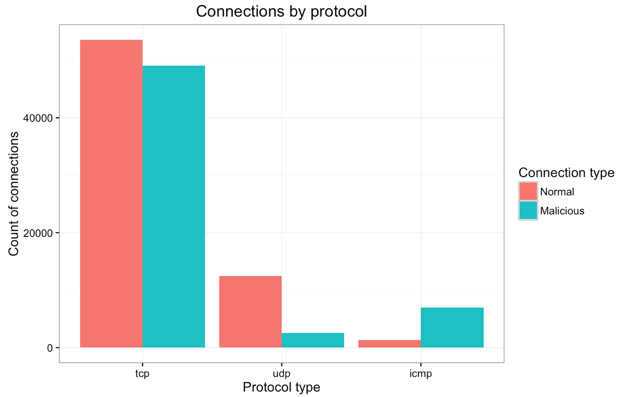 Connections by protocol
Count of connections
40000
20000
0
tcp
udp
icmp
Protocol type
Connection type
Normal
Malicious